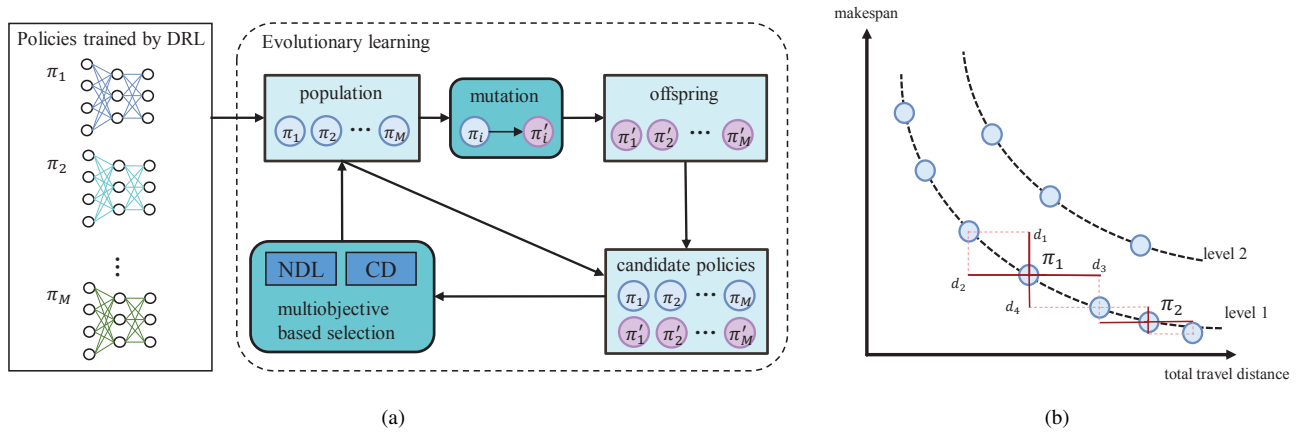 Policies trained by DRL
π1
π2
⋮
πM
Evolutionary learning
population
π1 π2 ⋯ πM
mutation
πi π′i
offspring
π′1 π′2 ⋯ π′M
NDL CD
multiobjective
based selection
candidate policies
π1 π2 ⋯ πM
π′1 π′2 ⋯ π′M
(a)
makespan
level 2
d1
π1
d3
d2
d4
π2
level 1
total travel distance
(b)